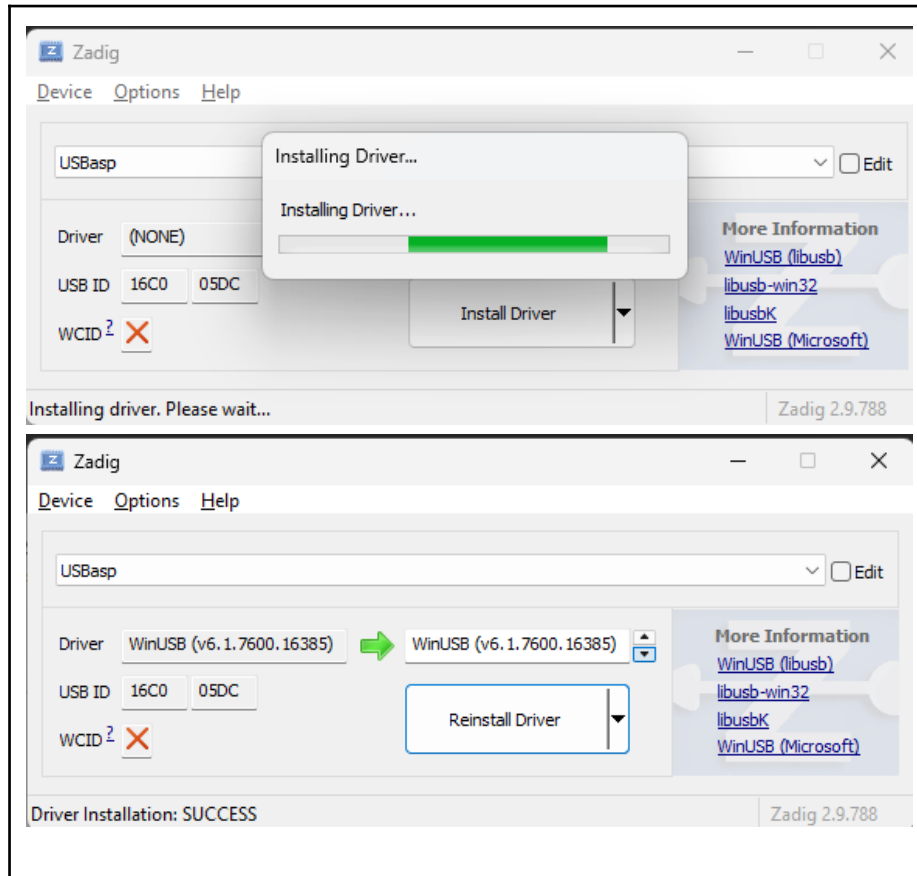 Zadig
Device Options Help
Installing Driver...
USBasp Edit
Installing Driver...
Driver (NONE)
More Information
WinUSB (libusb)
USB ID 16C0 05DC
libusb-win32
Install Driver
libusbK
WCID ?
WinUSB (Microsoft)
Installing driver. Please wait... Zadig 2.9.788
Zadig
Device Options Help
USBasp Edit
Driver WinUSB (v6.1.7600.16385) WinUSB (v6.1.7600.16385)
More Information
WinUSB (libusb)
USB ID 16C0 05DC
libusb-win32
Reinstall Driver
libusbK
WCID ?
WinUSB (Microsoft)
Driver Installation: SUCCESS Zadig 2.9.788